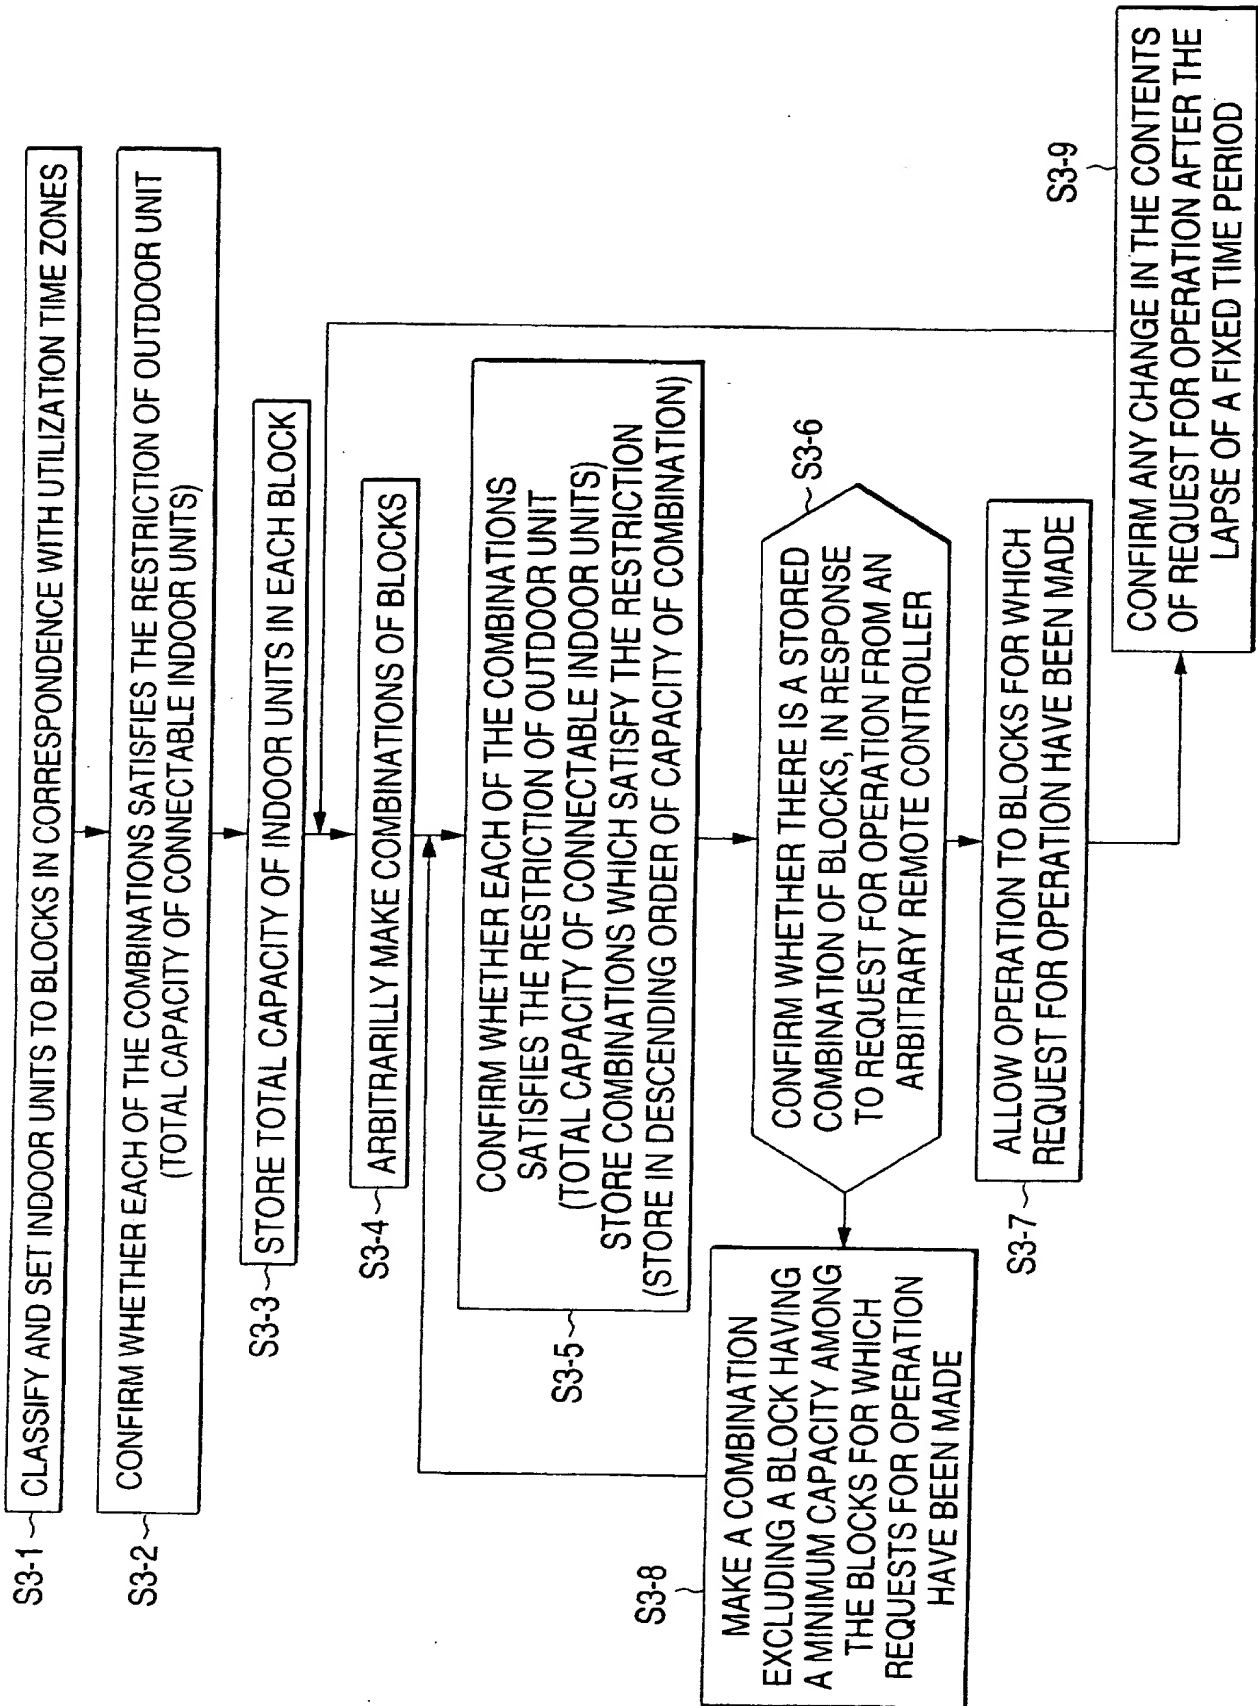 S3-1
CLASSIFY AND SET INDOOR UNITS TO BLOCKS IN CORRESPONDENCE WITH UTILIZATION TIME ZONES
S3-2
CONFIRM WHETHER EACH OF THE COMBINATIONS SATISFIES THE RESTRICTION OF OUTDOOR UNIT
(TOTAL CAPACITY OF CONNECTABLE INDOOR UNITS)
S3-3
STORE TOTAL CAPACITY OF INDOOR UNITS IN EACH BLOCK
S3-4
ARBITRARILLY MAKE COMBINATIONS OF BLOCKS
S3-5
CONFIRM WHETHER EACH OF THE COMBINATIONS
SATISFIES THE RESTRICTION OF OUTDOOR UNIT
(TOTAL CAPACITY OF CONNECTABLE INDOOR UNITS)
STORE COMBINATIONS WHICH SATISFY THE RESTRICTION
(STORE IN DESCENDING ORDER OF CAPACITY OF COMBINATION)
S3-6
CONFIRM WHETHER THERE IS A STORED
COMBINATION OF BLOCKS, IN RESPONSE
TO REQUEST FOR OPERATION FROM AN
ARBITRARY REMOTE CONTROLLER
S3-7
ALLOW OPERATION TO BLOCKS FOR WHICH
REQUEST FOR OPERATION HAVE BEEN MADE
S3-8
MAKE A COMBINATION
EXCLUDING A BLOCK HAVING
A MINIMUM CAPACITY AMONG
THE BLOCKS FOR WHICH
REQUESTS FOR OPERATION
HAVE BEEN MADE
S3-9
CONFIRM ANY CHANGE IN THE CONTENTS
OF REQUEST FOR OPERATION AFTER THE
LAPSE OF A FIXED TIME PERIOD